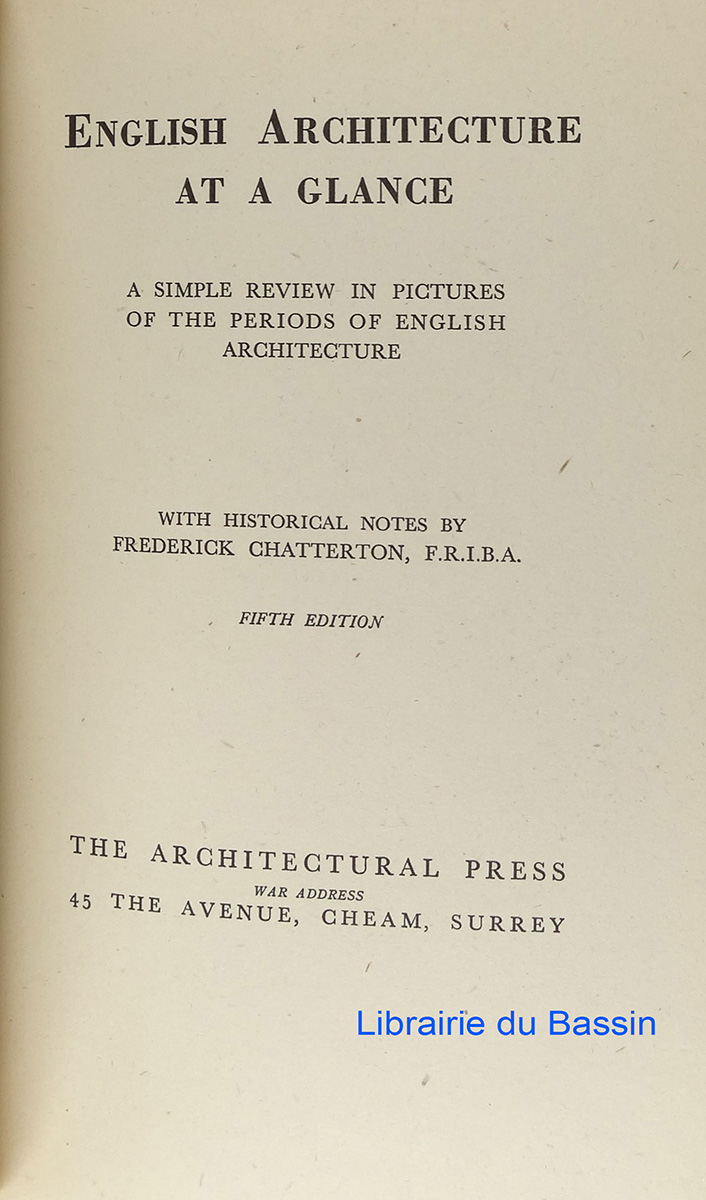 ENGLISH ARCHITECTURE
AT A GLANCE
A SIMPLE REVIEW IN PICTURES
OF THE PERIODS OF ENGLISH
ARCHITECTURE
WITH HISTORICAL NOTES BY
FREDERICK CHATTERTON, F.R.I.B.A.
FIFTH EDITION
THE ARCHITECTURAL PRESS
WAR ADDRESS
45 THE AVENUE, CHEAM, SURREY
Librairie du Bassin